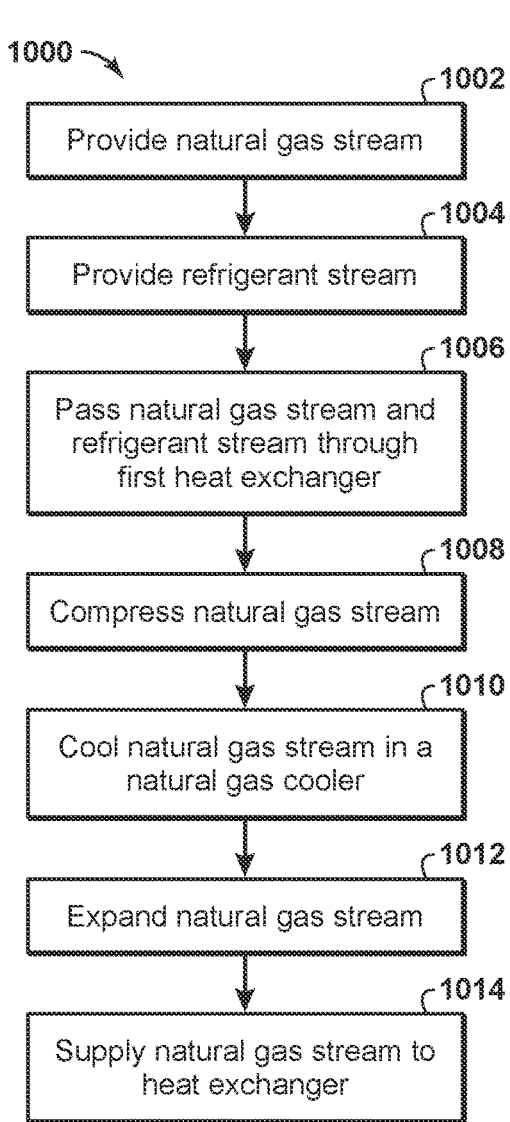 1000
1002
Provide natural gas stream
1004
Provide refrigerant stream
1006
Pass natural gas stream and
refrigerant stream through
first heat exchanger
1008
Compress natural gas stream
1010
Cool natural gas stream in a
natural gas cooler
1012
Expand natural gas stream
1014
Supply natural gas stream to
heat exchanger